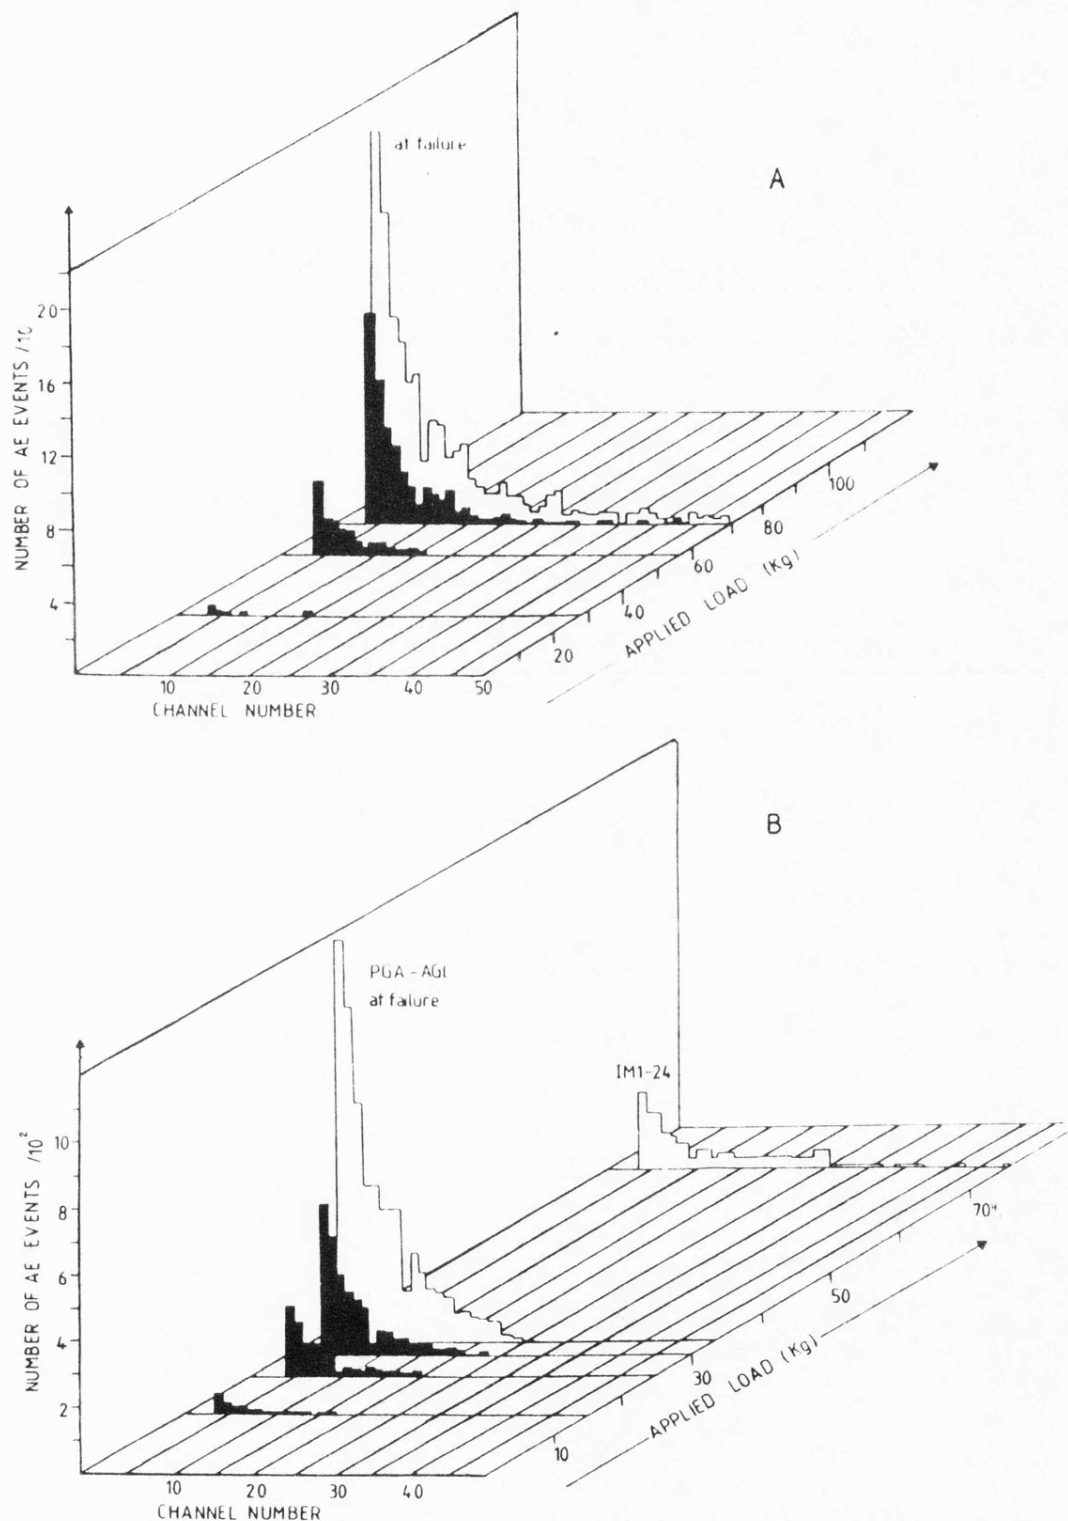 at failure
A
NUMBER OF AE EVENTS /10
20
16
12
8
4
10 20 30 40 50
CHANNEL NUMBER
20 40 60 80 100
APPLIED LOAD (Kg)
B
PGA-AGL
at failure
IM1-24
NUMBER OF AE EVENTS /10²
10
8
6
4
2
10 20 30 40
CHANNEL NUMBER
10 30 50 70
APPLIED LOAD (Kg)